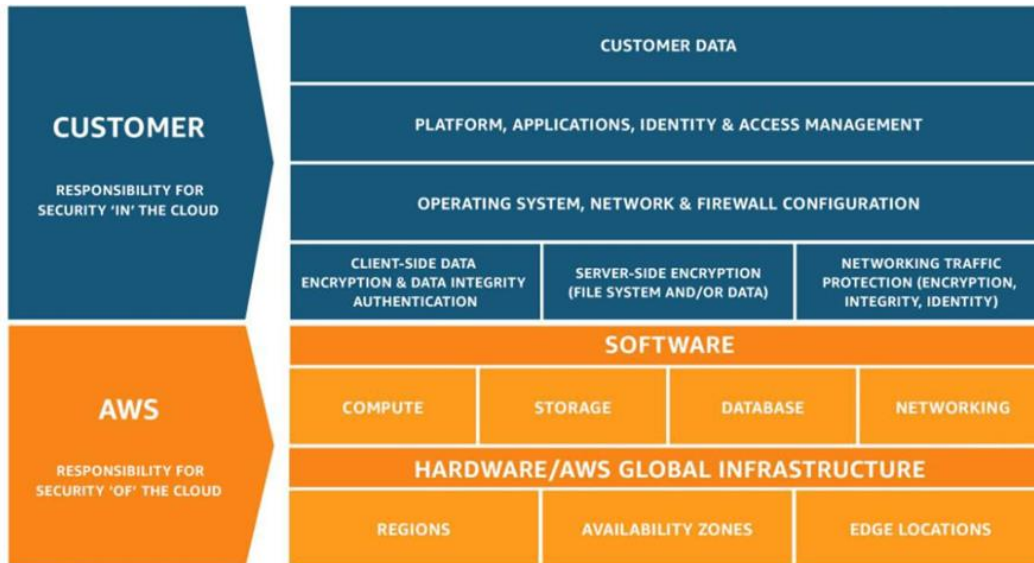 CUSTOMER
RESPONSIBILITY FOR
SECURITY ‘IN’ THE CLOUD
CUSTOMER DATA
PLATFORM, APPLICATIONS, IDENTITY & ACCESS MANAGEMENT
OPERATING SYSTEM, NETWORK & FIREWALL CONFIGURATION
CLIENT-SIDE DATA
ENCRYPTION & DATA INTEGRITY
AUTHENTICATION
SERVER-SIDE ENCRYPTION
(FILE SYSTEM AND/OR DATA)
NETWORKING TRAFFIC
PROTECTION (ENCRYPTION,
INTEGRITY, IDENTITY)
AWS
RESPONSIBILITY FOR
SECURITY ‘OF’ THE CLOUD
SOFTWARE
COMPUTE
STORAGE
DATABASE
NETWORKING
HARDWARE/AWS GLOBAL INFRASTRUCTURE
REGIONS
AVAILABILITY ZONES
EDGE LOCATIONS